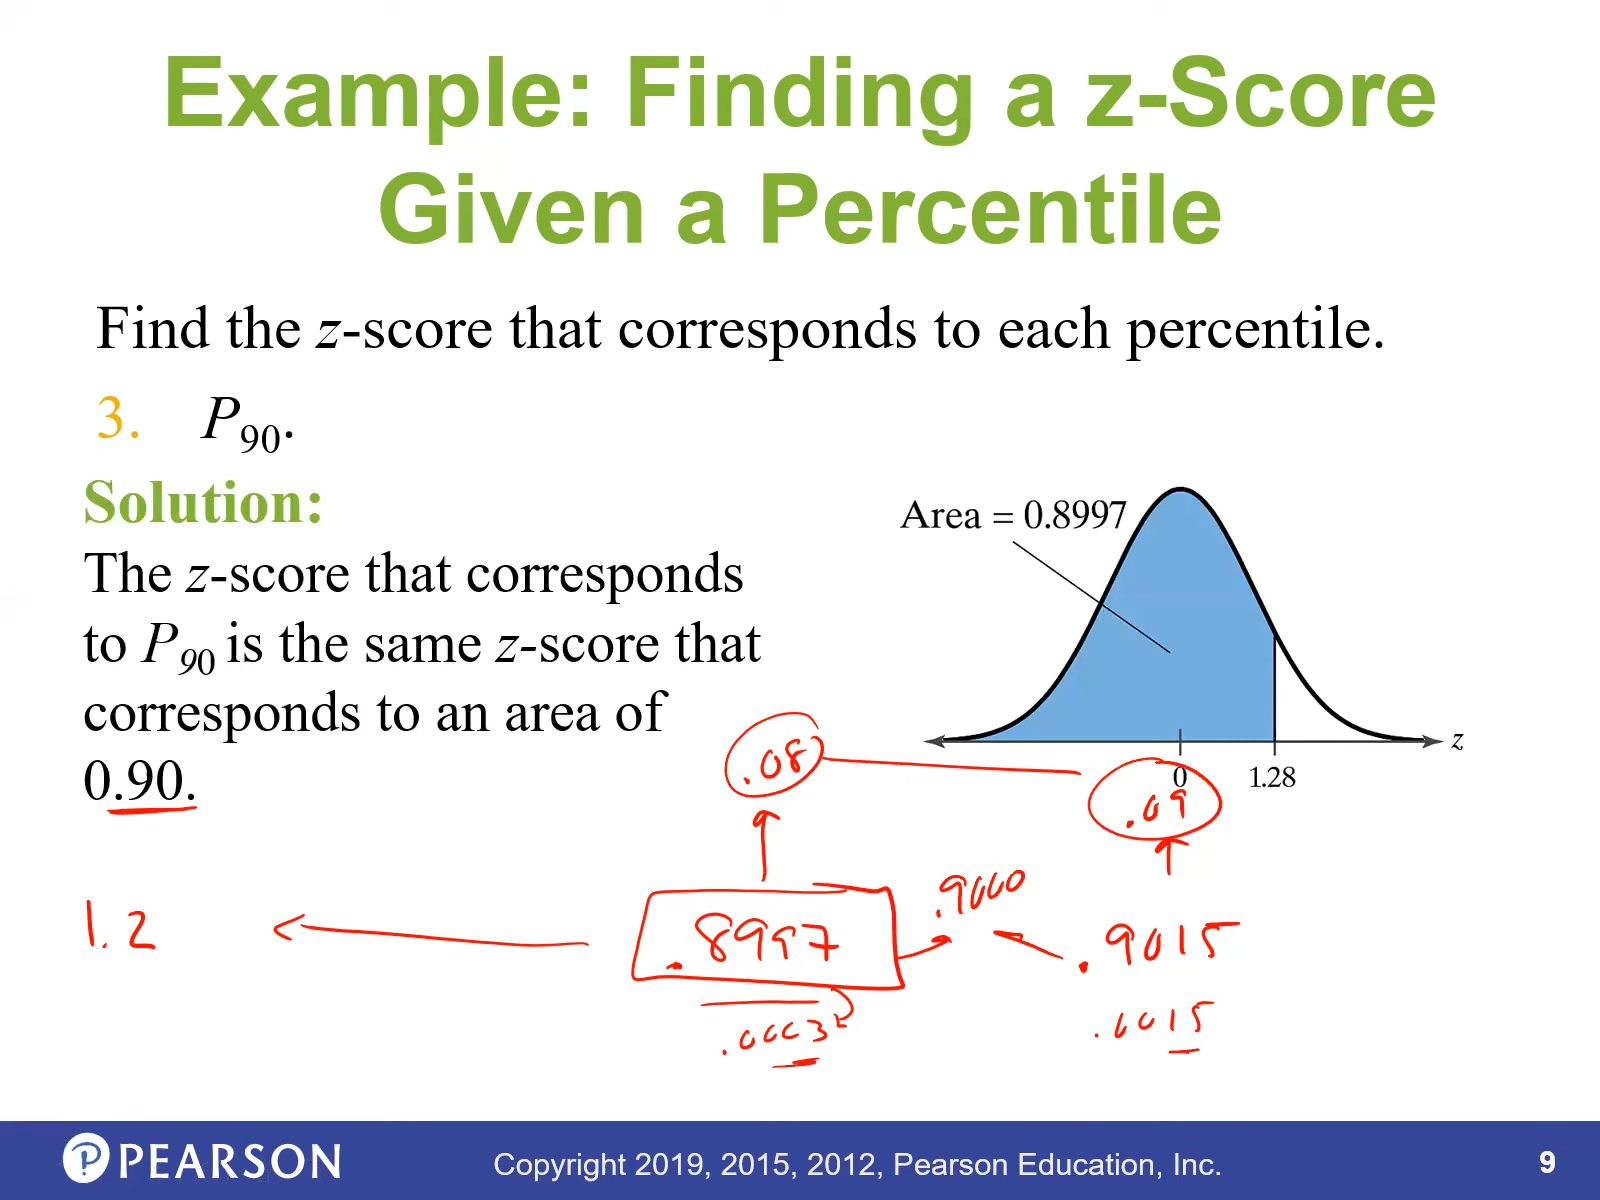 Example: Finding a z-Score
Given a Percentile
Find the z-score that corresponds to each percentile.
3. P90.
Solution:
The z-score that corresponds
to P90 is the same z-score that
corresponds to an area of
0.90.
Area = 0.8997
z
0 1.28
.08
.09
1.2
.8997
.9000
.9015
.0003
.0015
PEARSON
Copyright 2019, 2015, 2012, Pearson Education, Inc.
9